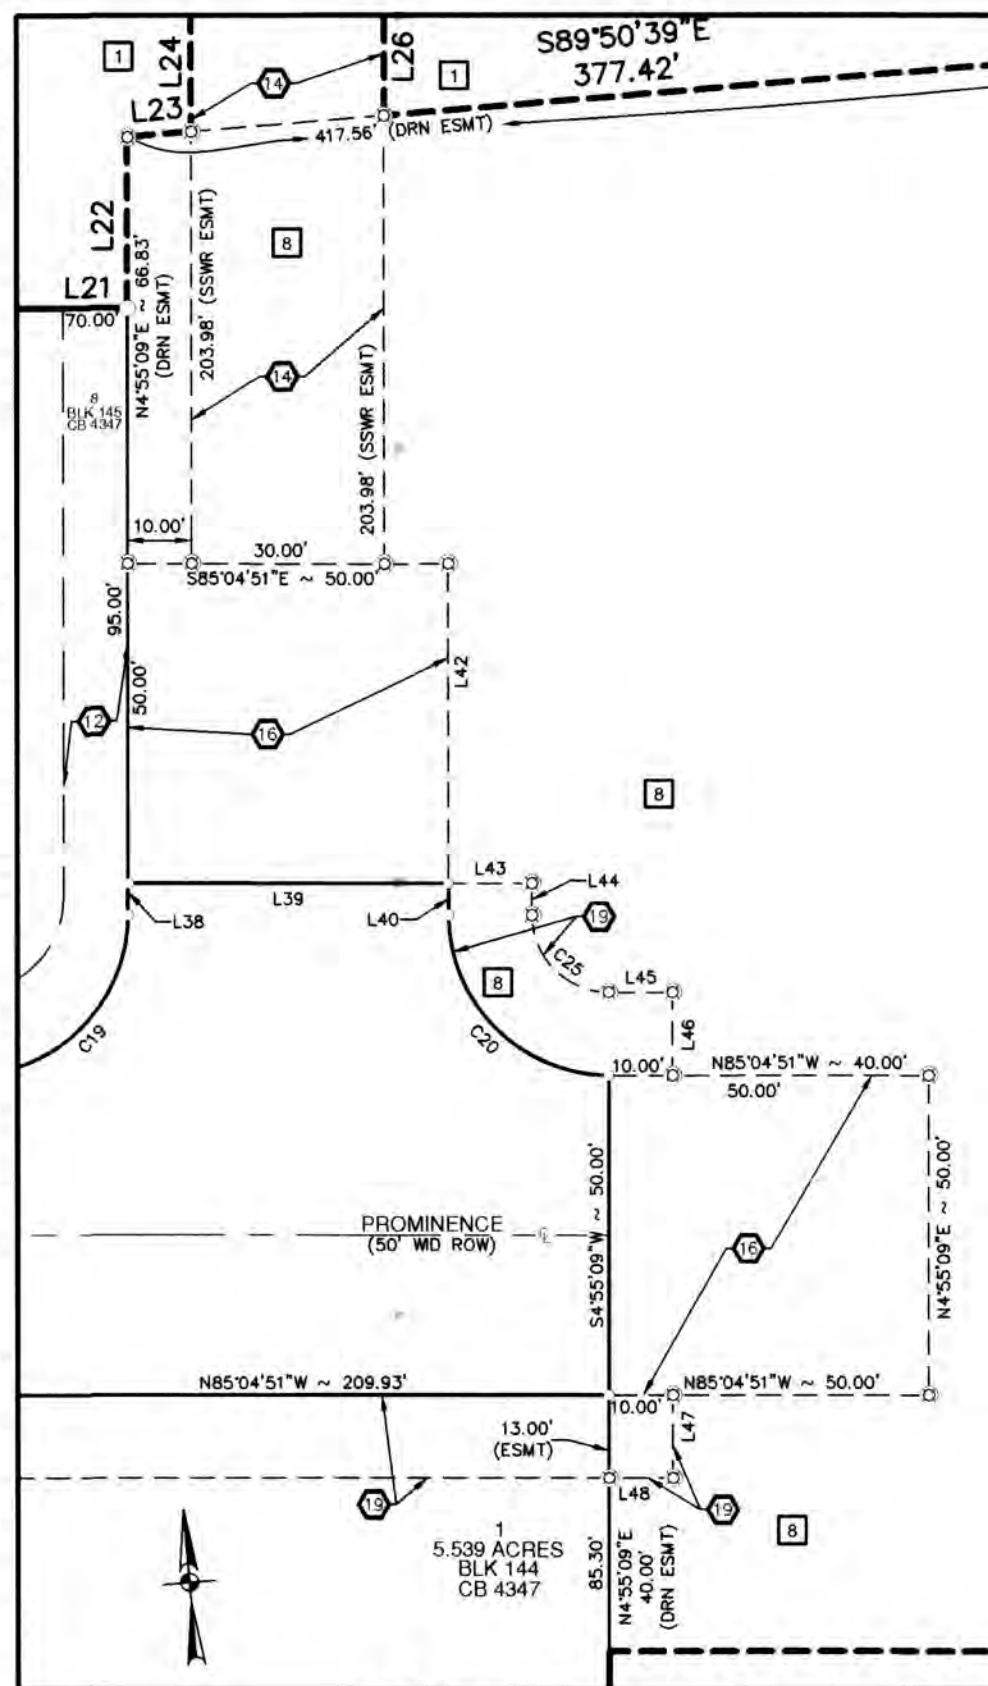 1
L24
14
L26
1
S89°50'39"E
377.42'
L23
417.56' (DRN ESMT)
L22
N4°55'09"E ~ 66.83'
(DRN ESMT)
203.98' (SSWR ESMT)
8
L21
70.00'
203.98' (SSWR ESMT)
14
8
BLK 145
CB 4347
10.00'
30.00'
S85°04'51"E ~ 50.00'
95.00'
50.00'
L42
12
16
8
L43
L44
L39
L38
L40
19
C25
8
L45
C19
C20
L46
10.00'
N85°04'51"W ~ 40.00'
50.00'
S4°55'09"W ~ 50.00'
N4°55'09"E ~ 50.00'
PROMINENCE
(50' WID ROW)
16
N85°04'51"W ~ 209.93'
N85°04'51"W ~ 50.00'
10.00'
13.00'
(ESMT)
L47
L48
19
19
1
5.539 ACRES
BLK 144
CB 4347
85.30'
N4°55'09"E
40.00'
(DRN ESMT)
8